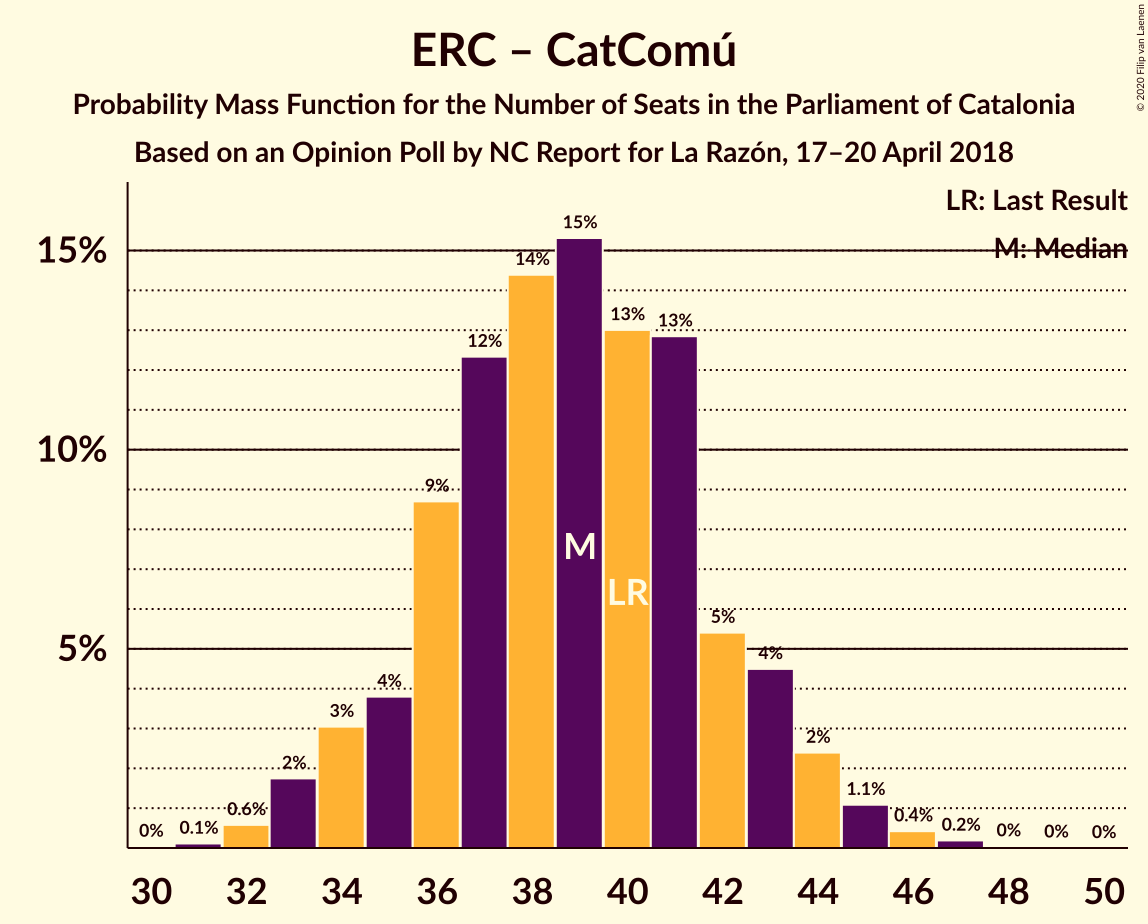 ERC – CatComú
Probability Mass Function for the Number of Seats in the Parliament of Catalonia
Based on an Opinion Poll by NC Report for La Razón, 17–20 April 2018
© 2020 Filip van Laenen
LR: Last Result
M: Median
15%
10%
5%
0%
0.1%
0.6%
2%
3%
4%
9%
12%
14%
15%
13%
13%
5%
4%
2%
1.1%
0.4%
0.2%
0%
0%
0%
M
LR
30 32 34 36 38 40 42 44 46 48 50